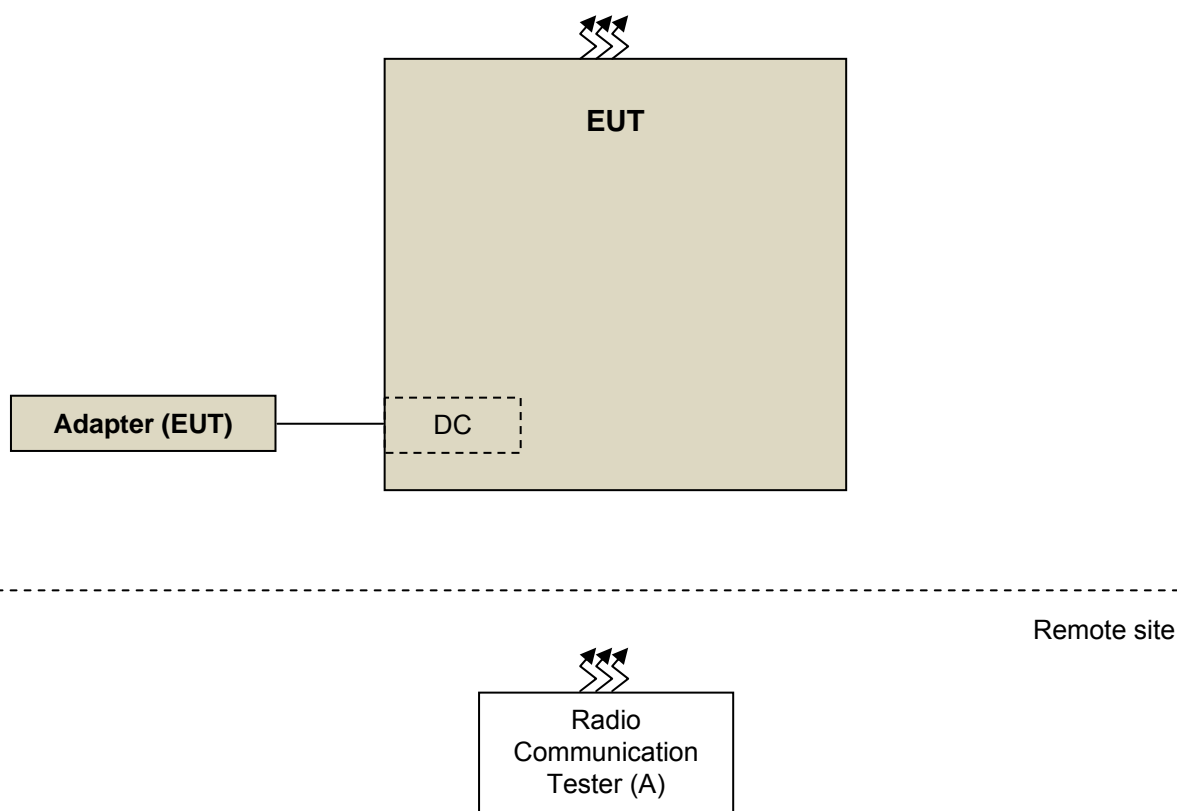 EUT
Adapter (EUT)
DC
Remote site
Radio
Communication
Tester (A)